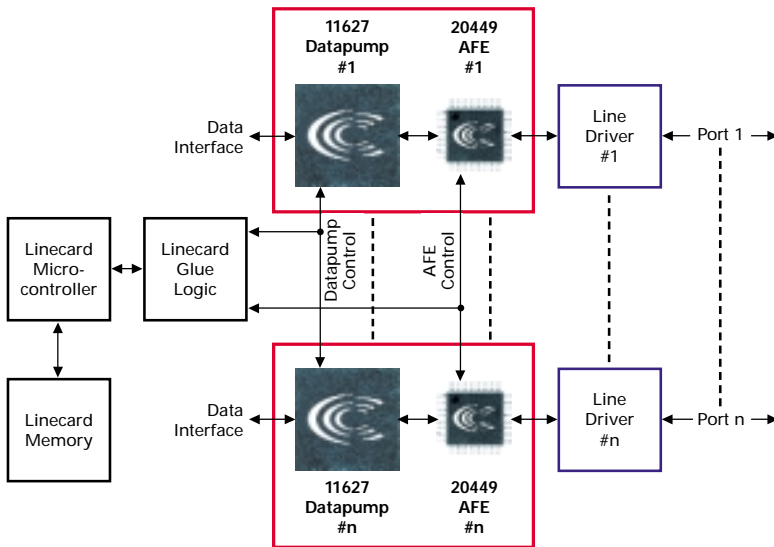 11627
Datapump
#1
20449
AFE
#1
Data
Interface
Line
Driver
#1
Port 1
Linecard
Micro-
controller
Linecard
Glue
Logic
Datapump
Control
AFE
Control
Linecard
Memory
Data
Interface
Line
Driver
#n
Port n
11627
Datapump
#n
20449
AFE
#n